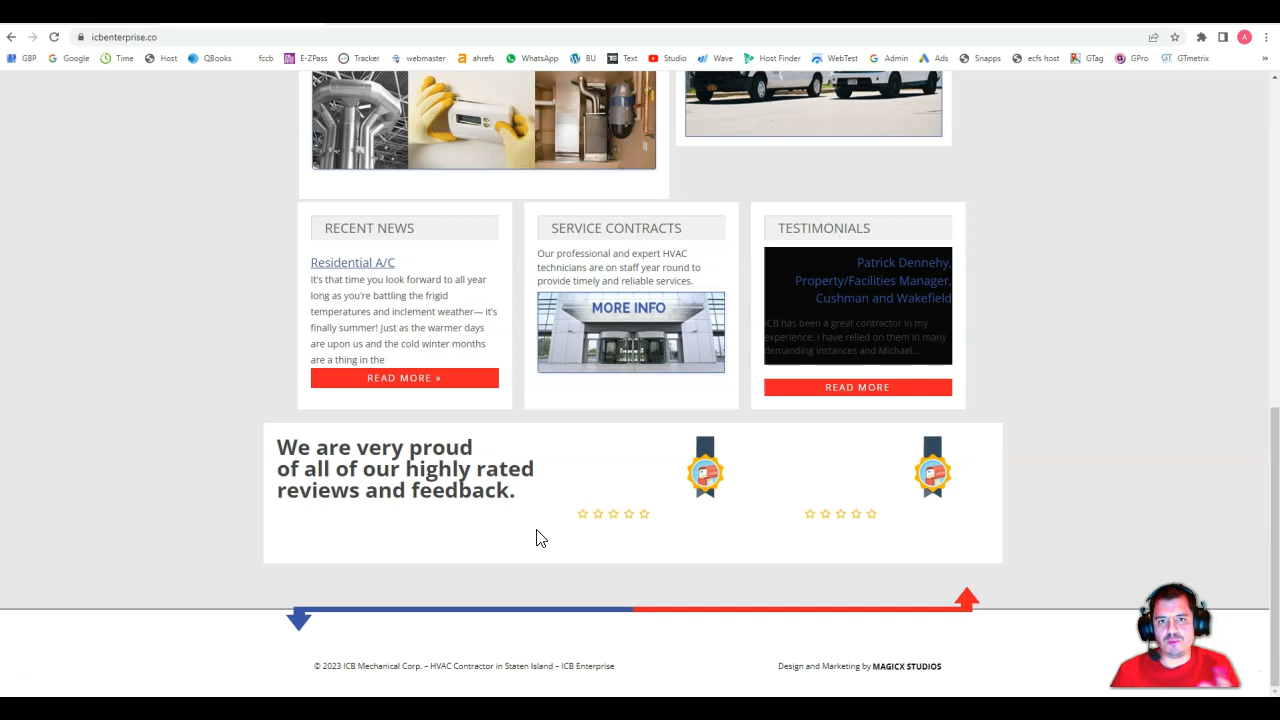 icbenterprise.co
GBP Google Time Host QBooks fccb E-ZPass Tracker webmaster ahrefs WhatsApp BU Text Studio Wave Host Finder WebTest Admin Ads Snapps ecfs host GTag GPro GTmetrix »
A
RECENT NEWS
Residential A/C
It's that time you look forward to all year
long as you're battling the frigid
temperatures and inclement weather— it's
finally summer! Just as the warmer days
are upon us and the cold winter months
are a thing in the
READ MORE »
SERVICE CONTRACTS
Our professional and expert HVAC
technicians are on staff year round to
provide timely and reliable services.
MORE INFO
TESTIMONIALS
Patrick Dennehy,
Property/Facilities Manager,
Cushman and Wakefield
ICB has been a great contractor in my
experience. I have relied on them in many
demanding instances and Michael...
READ MORE
We are very proud
of all of our highly rated
reviews and feedback.
© 2023 ICB Mechanical Corp. – HVAC Contractor in Staten Island – ICB Enterprise
Design and Marketing by MAGICX STUDIOS